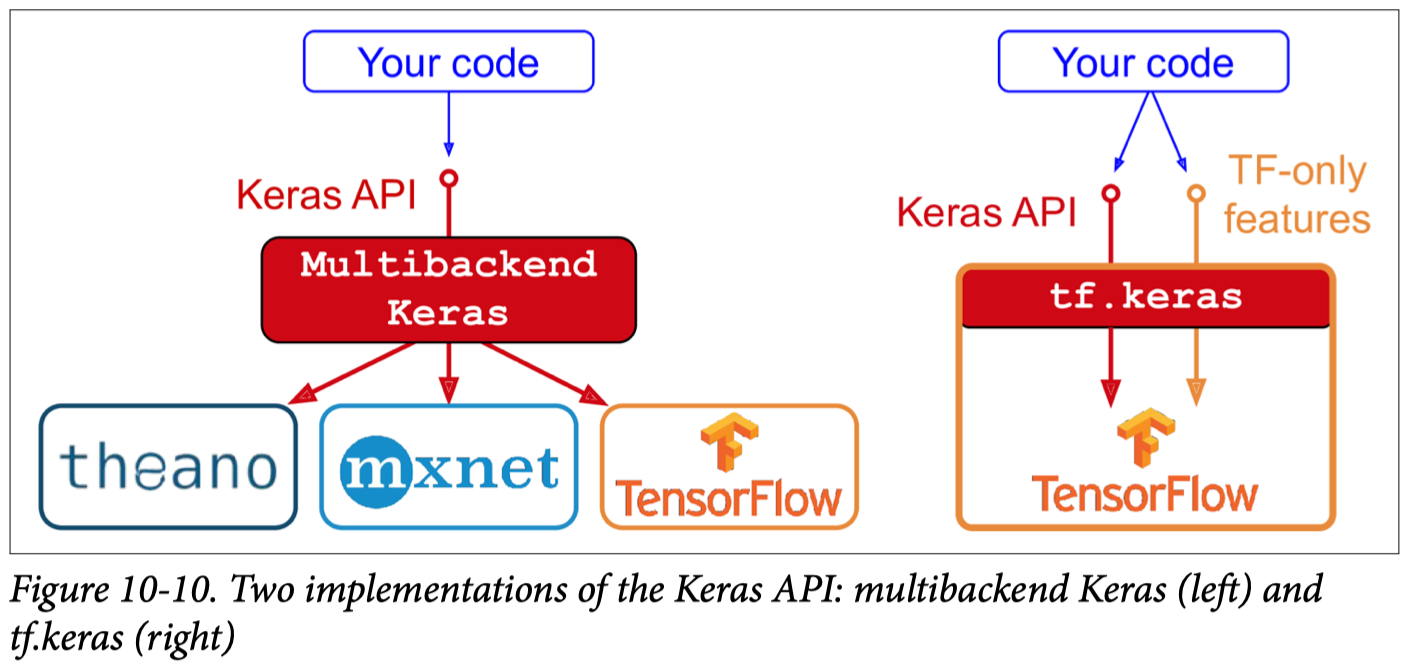 Your code
Keras API
Multibackend
Keras
theano
mxnet
TensorFlow
Your code
Keras API
TF-only
features
tf.keras
TensorFlow
Figure 10-10. Two implementations of the Keras API: multibackend Keras (left) and
tf.keras (right)